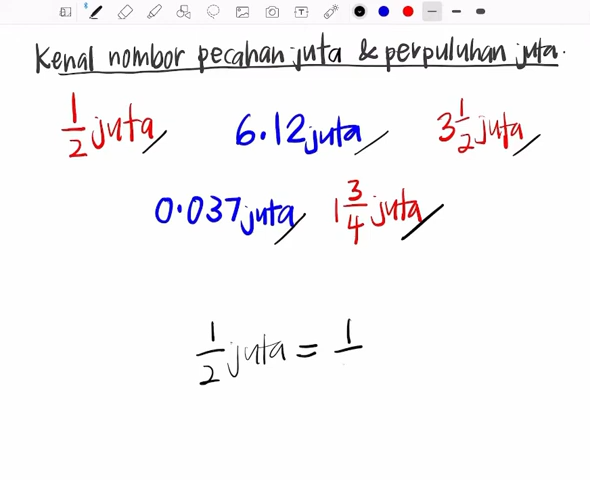 Kenal nombor pecahan juta & perpuluhan juta.
1/2 juta 6.12 juta 3 1/2 juta
0.037 juta 1 3/4 juta
1/2 juta = 1/